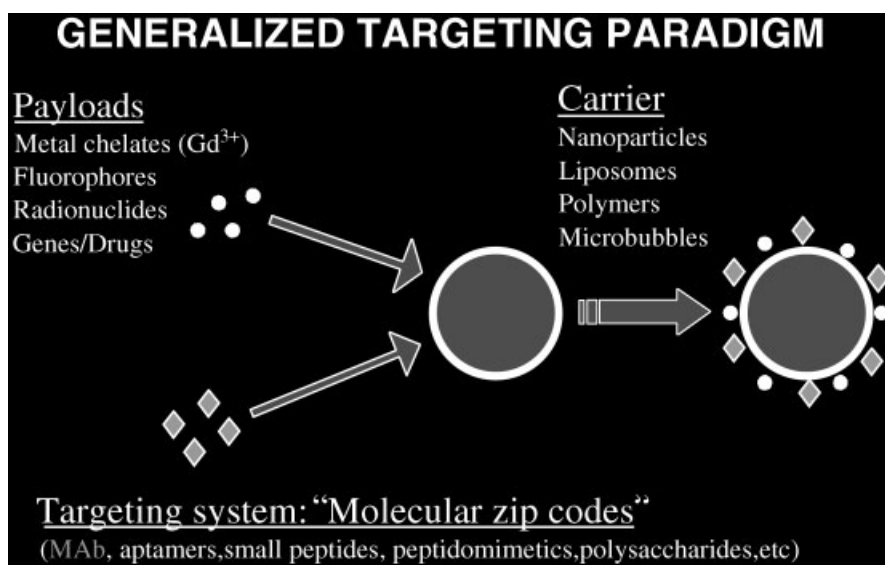 GENERALIZED TARGETING PARADIGM
Payloads
Metal chelates (Gd³⁺)
Fluorophores
Radionuclides
Genes/Drugs
Carrier
Nanoparticles
Liposomes
Polymers
Microbubbles
Targeting system: “Molecular zip codes“
(MAb, aptamers,small peptides, peptidomimetics,polysaccharides,etc)